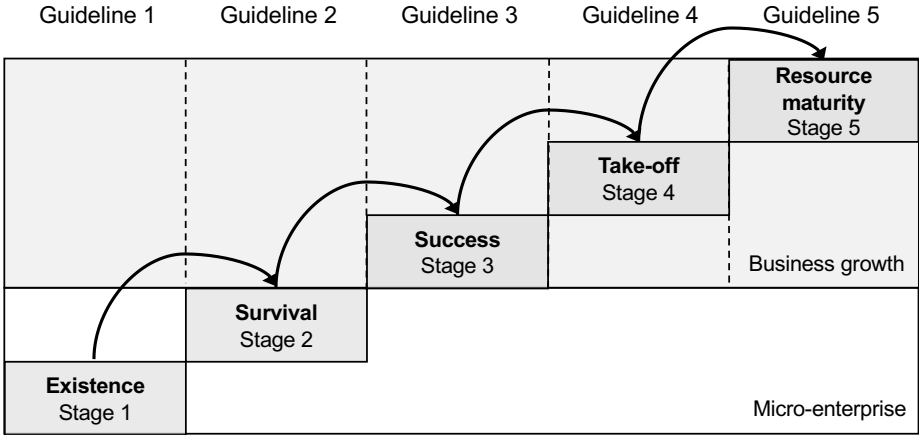 Guideline 1 Guideline 2 Guideline 3 Guideline 4 Guideline 5
Resource
maturity
Stage 5
Take-off
Stage 4
Success
Stage 3
Business growth
Survival
Stage 2
Existence
Stage 1
Micro-enterprise